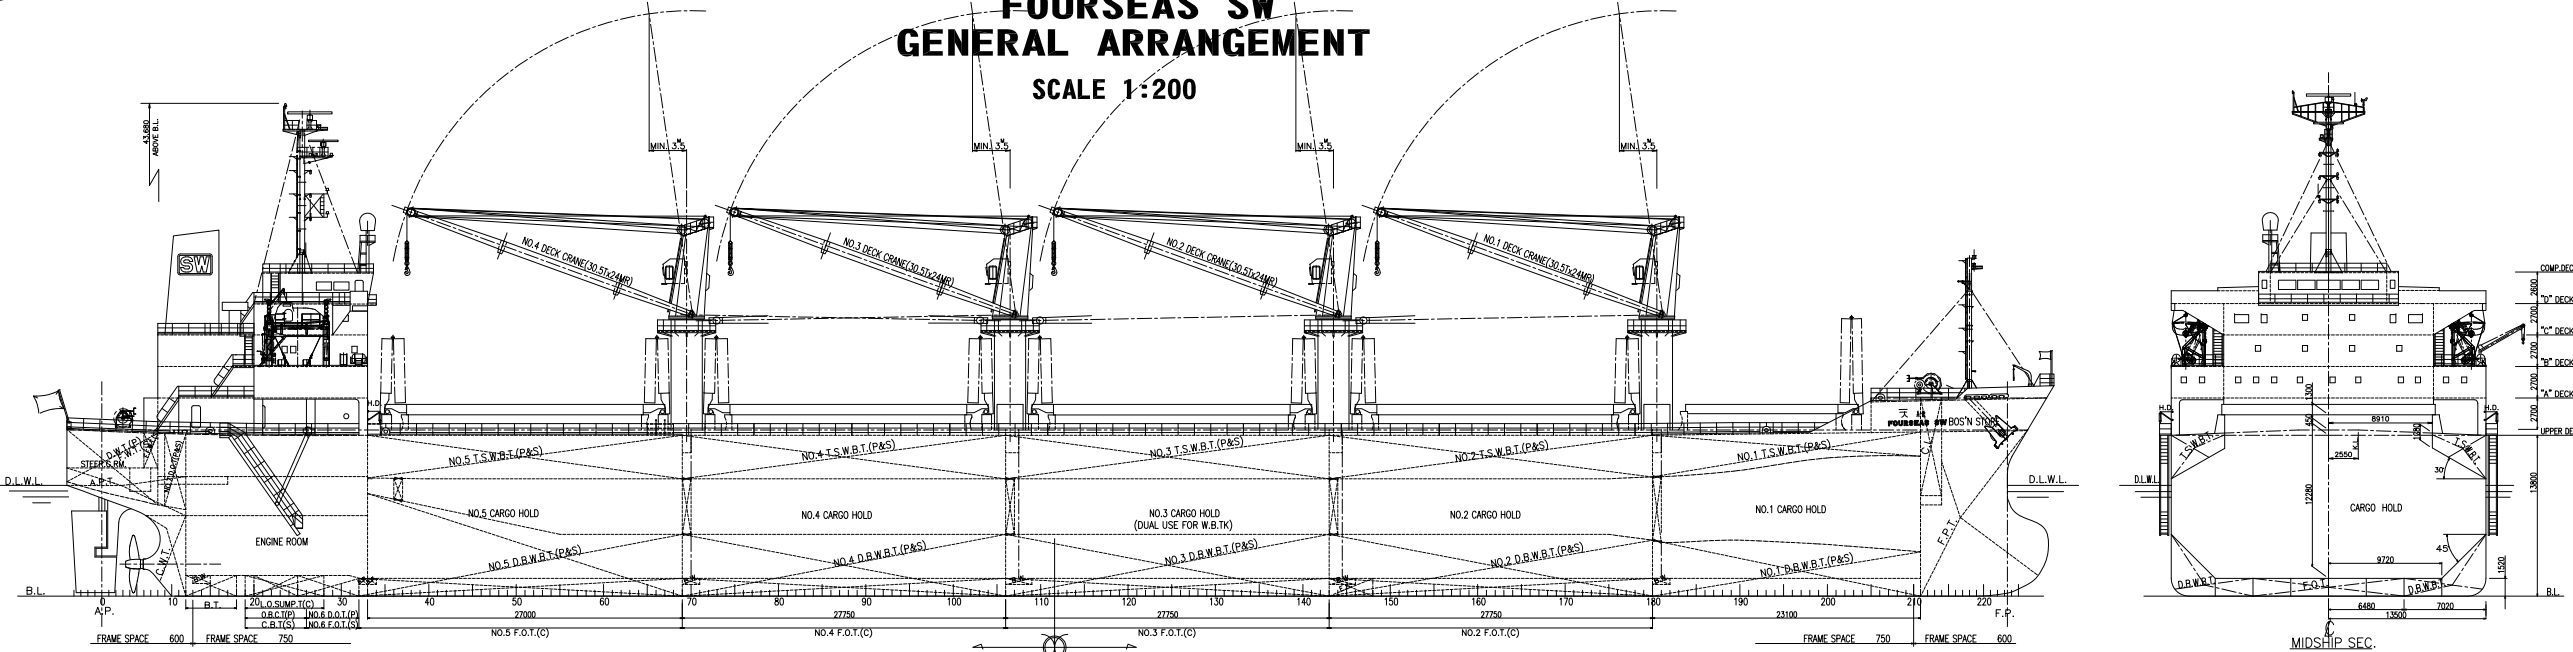 FOURSEAS SW
GENERAL ARRANGEMENT
SCALE 1:200
43.680
ABOVE B.L.
MIN. 3.5 M
MIN. 3.5 M
MIN. 3.5 M
MIN. 3.5 M
SW
NO.4 DECK CRANE(30.5Tx24MR)
NO.3 DECK CRANE(30.5Tx24MR)
NO.2 DECK CRANE(30.5Tx24MR)
NO.1 DECK CRANE(30.5Tx24MR)
H.D.
FOURSEAS SW
BOS'N STORE
STEER.G.RM.
A.P.T.
D.L.W.L.
D.L.W.L.
NO.5 T.S.W.B.T.(P&S)
NO.4 T.S.W.B.T.(P&S)
NO.3 T.S.W.B.T.(P&S)
NO.2 T.S.W.B.T.(P&S)
NO.1 T.S.W.B.T.(P&S)
ENGINE ROOM
NO.5 CARGO HOLD
NO.4 CARGO HOLD
NO.3 CARGO HOLD
(DUAL USE FOR W.B.TK)
NO.2 CARGO HOLD
NO.1 CARGO HOLD
F.P.T.
C.W.T.
NO.5 D.B.W.B.T.(P&S)
NO.4 D.B.W.B.T.(P&S)
NO.3 D.B.W.B.T.(P&S)
NO.2 D.B.W.B.T.(P&S)
NO.1 D.B.W.B.T.(P&S)
B.L.
0 10 20 30 40 50 60 70 80 90 100 110 120 130 140 150 160 170 180 190 200 210 220
A.P.
F.P.
B.T.
L.O.SUMP.T(C)
O.B.C.T(P) NO.6 D.O.T(P)
C.B.T(S) NO.6 F.O.T(S)
27000 27750 27750 27750 23100
NO.5 F.O.T.(C) NO.4 F.O.T.(C) NO.3 F.O.T.(C) NO.2 F.O.T.(C)
FRAME SPACE 600 FRAME SPACE 750
FRAME SPACE 750 FRAME SPACE 600
COMP.DEC
2600
"D" DECK
2700
"C" DECK
2700
"B" DECK
2700
"A" DECK
2700
UPPER DE
H.D.
H.D.
1300
450
8910
1080
2550
K.L
T.S.W.B.T.
T.S.W.B.T.
30°
D.L.W.L
D.L.W.L
12280
13800
CARGO HOLD
45°
9720
1520
D.B.W.B.T.
F.O.T.
D.B.W.B.T.
B.L.
6480 7020
13500
MIDSHIP SEC.